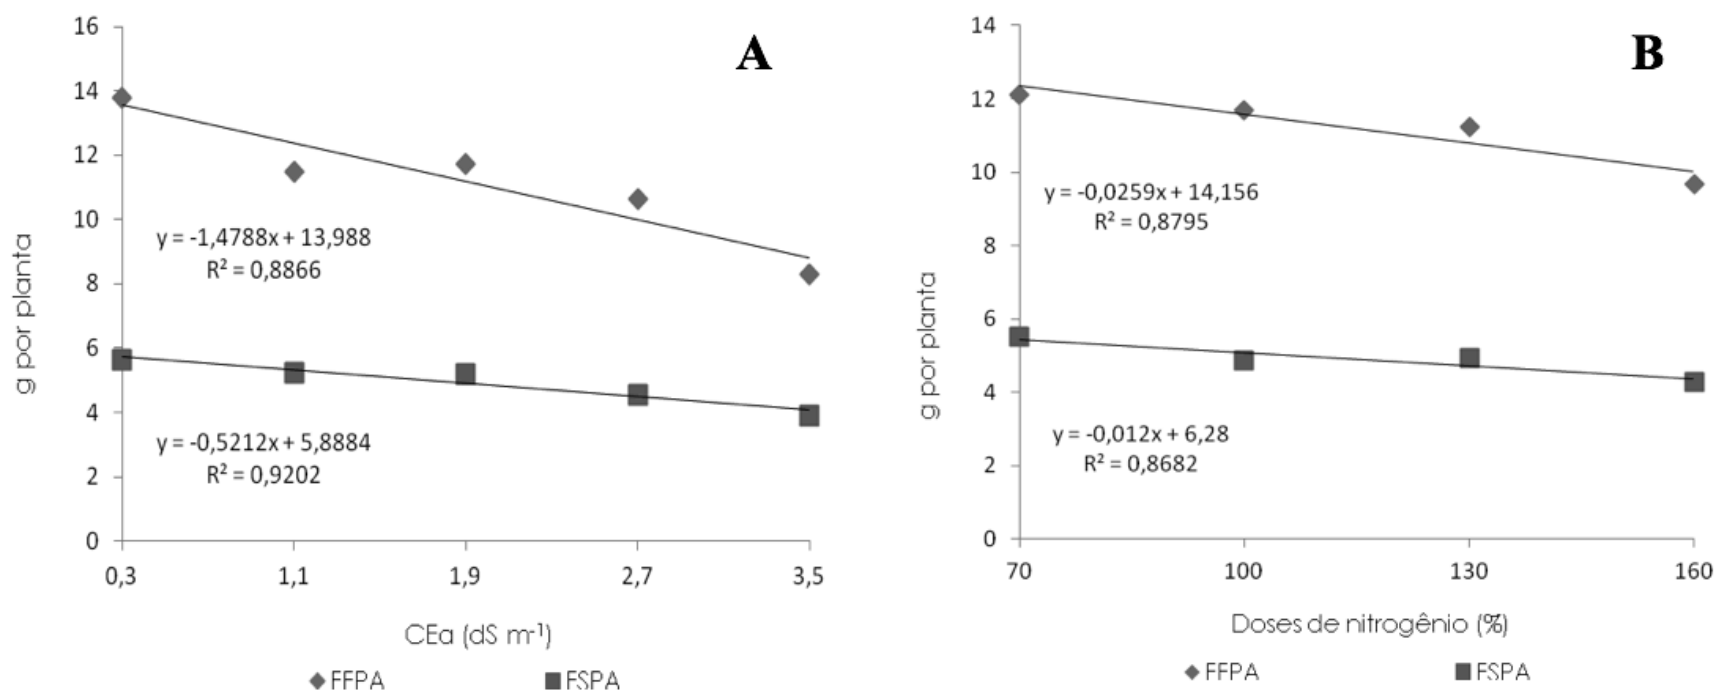 A
16
14
12
10
8
6
4
2
0
g por planta
y = -1,4788x + 13,988
R² = 0,8866
y = -0,5212x + 5,8884
R² = 0,9202
0,3 1,1 1,9 2,7 3,5
CEa (dS m⁻¹)
FFPA FSPA
B
14
12
10
8
6
4
2
0
g por planta
y = -0,0259x + 14,156
R² = 0,8795
y = -0,012x + 6,28
R² = 0,8682
70 100 130 160
Doses de nitrogênio (%)
FFPA FSPA